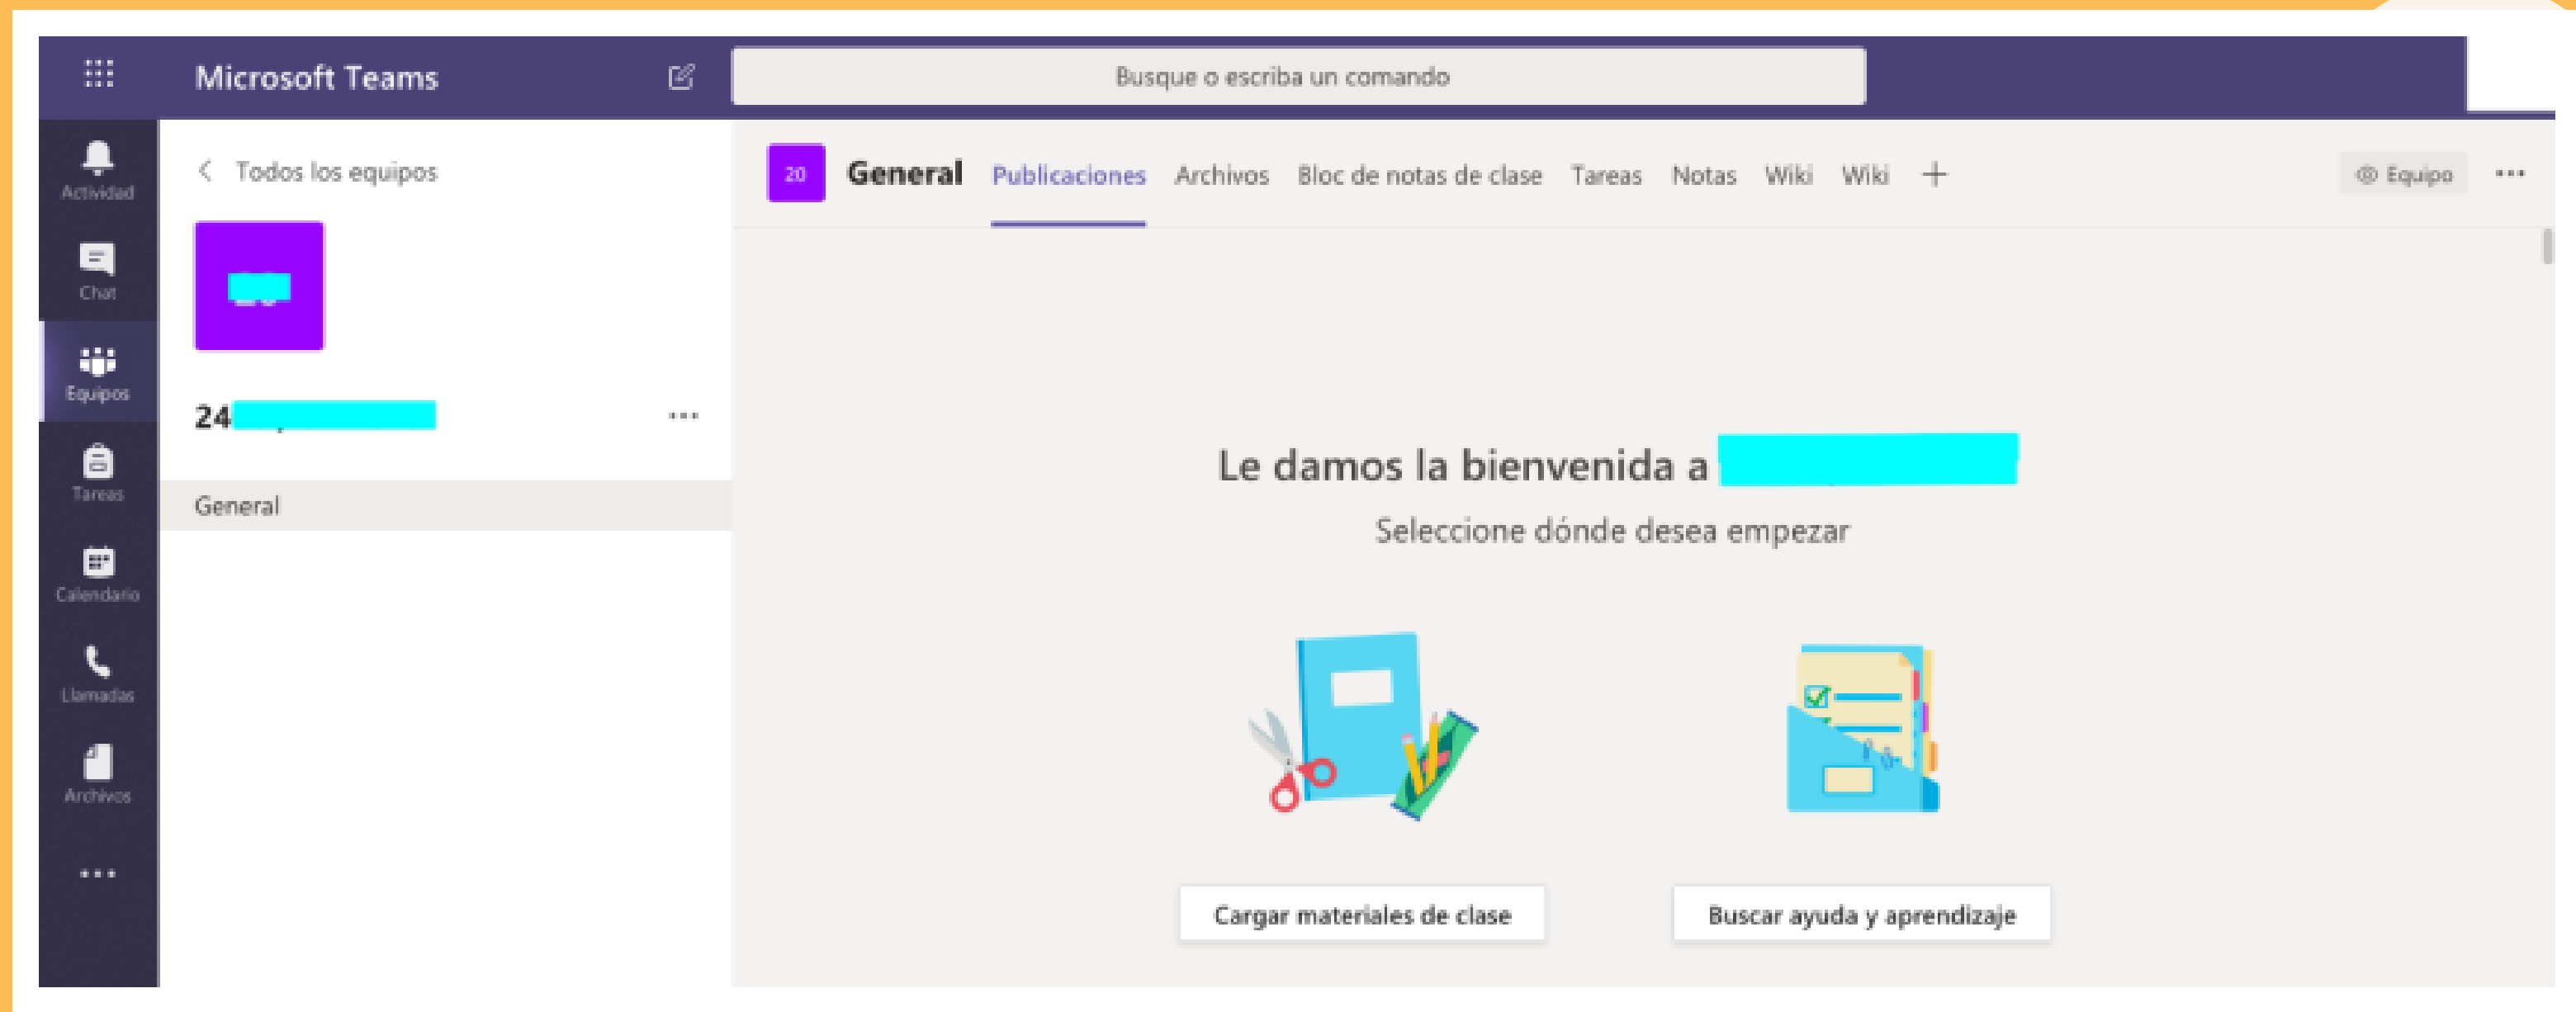 Microsoft Teams
Busque o escriba un comando
Actividad
Chat
Equipos
Tareas
Calendario
Llamadas
Archivos
Todos los equipos
24
General
20
General Publicaciones Archivos Bloc de notas de clase Tareas Notas Wiki Wiki
Equipo
Le damos la bienvenida a
Seleccione dónde desea empezar
Cargar materiales de clase
Buscar ayuda y aprendizaje